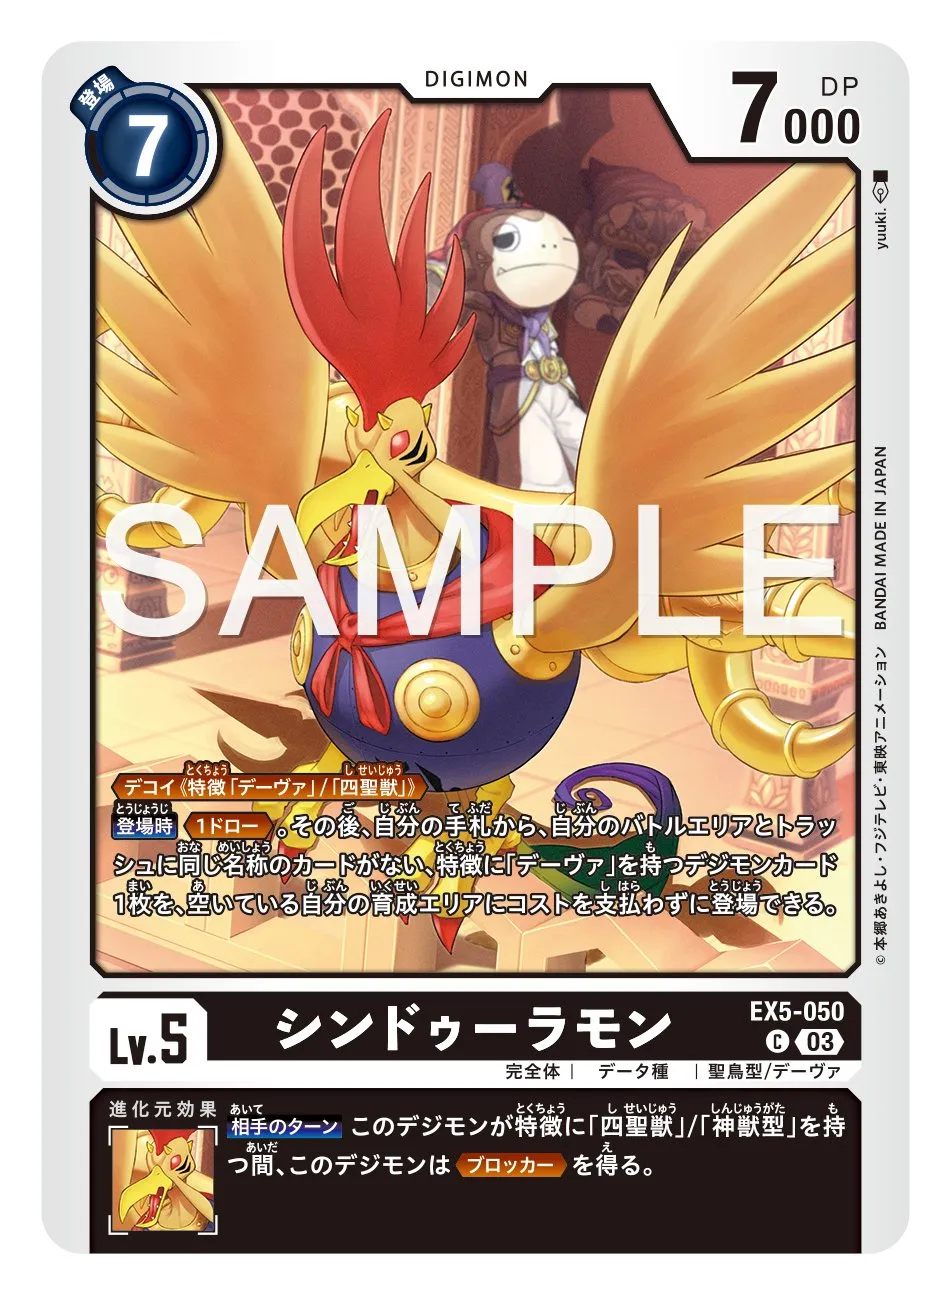 登場
7
DIGIMON
7000
DP
yuuki.
SAMPLE
BANDAI MADE IN JAPAN
©本郷あきよし・フジテレビ・東映アニメーション
デコイ《特徴「デーヴァ」/「四聖獣」》
登場時 1ドロー 。その後、自分の手札から、自分のバトルエリアとトラッ
シュに同じ名称のカードがない、特徴に「デーヴァ」を持つデジモンカード
1枚を、空いている自分の育成エリアにコストを支払わずに登場できる。
Lv.5
シンドゥーラモン
EX5-050
C 03
完全体 | データ種 | 聖鳥型/デーヴァ
進化元効果
相手のターン このデジモンが特徴に「四聖獣」/「神獣型」を持
つ間、このデジモンは ブロッカー を得る。